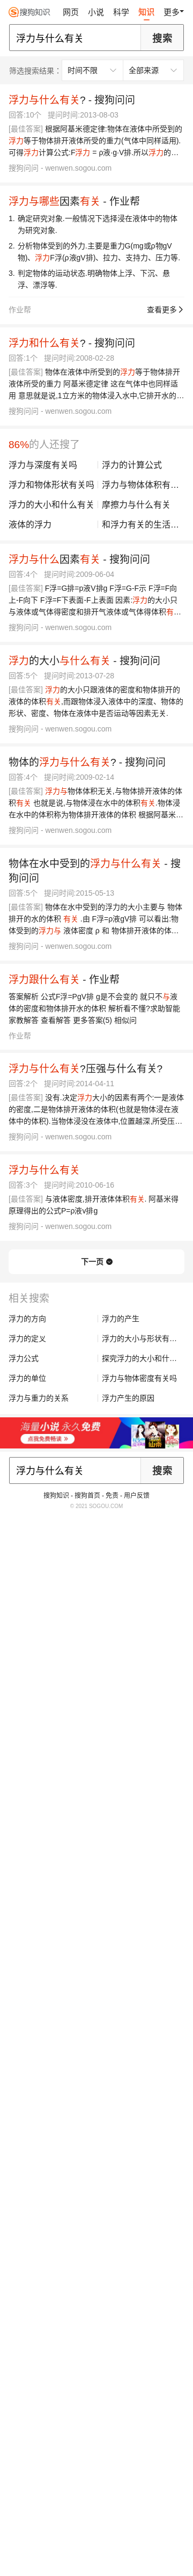 搜狗知识 网页 小说 科学 知识 更多
浮力与什么有关 搜索
筛选搜索结果： 时间不限 全部来源
浮力与什么有关? - 搜狗问问
回答:10个 提问时间:2013-08-03
[最佳答案] 根据阿基米德定律:物体在液体中所受到的
浮力等于物体排开液体所受的重力(气体中同样适用).
可得浮力计算公式:F浮力 = ρ液·g·V排.所以浮力的…
搜狗问问 - wenwen.sogou.com
浮力与哪些因素有关 - 作业帮
1. 确定研究对象.一般情况下选择浸在液体中的物体
为研究对象.
2. 分析物体受到的外力.主要是重力G(mg或ρ物gV
物)、浮力F浮(ρ液gV排)、拉力、支持力、压力等.
3. 判定物体的运动状态.明确物体上浮、下沉、悬
浮、漂浮等.
作业帮 查看更多
浮力和什么有关? - 搜狗问问
回答:1个 提问时间:2008-02-28
[最佳答案] 物体在液体中所受到的浮力等于物体排开
液体所受的重力 阿基米德定律 这在气体中也同样适
用 意思就是说,1立方米的物体浸入水中,它排开水的…
搜狗问问 - wenwen.sogou.com
86%的人还搜了
浮力与深度有关吗 浮力的计算公式
浮力和物体形状有关吗 浮力与物体体积有…
浮力的大小和什么有关 摩擦力与什么有关
液体的浮力 和浮力有关的生活…
浮力与什么因素有关 - 搜狗问问
回答:4个 提问时间:2009-06-04
[最佳答案] F浮=G排=ρ液V排g F浮=G-F示 F浮=F向
上-F向下 F浮=F下表面-F上表面 因素:浮力的大小只
与液体或气体得密度和排开气液体或气体得体积有…
搜狗问问 - wenwen.sogou.com
浮力的大小与什么有关 - 搜狗问问
回答:5个 提问时间:2013-07-28
[最佳答案] 浮力的大小只跟液体的密度和物体排开的
液体的体积有关,而跟物体浸入液体中的深度、物体的
形状、密度、物体在液体中是否运动等因素无关.
搜狗问问 - wenwen.sogou.com
物体的浮力与什么有关? - 搜狗问问
回答:4个 提问时间:2009-02-14
[最佳答案] 浮力与物体体积无关,与物体排开液体的体
积有关 也就是说,与物体浸在水中的体积有关.物体浸
在水中的体积称为物体排开液体的体积 根据阿基米…
搜狗问问 - wenwen.sogou.com
物体在水中受到的浮力与什么有关 - 搜
狗问问
回答:5个 提问时间:2015-05-13
[最佳答案] 物体在水中受到的浮力的大小主要与 物体
排开的水的体积 有关 .由 F浮=ρ液gV排 可以看出:物
体受到的浮力与 液体密度 ρ 和 物体排开液体的体…
搜狗问问 - wenwen.sogou.com
浮力跟什么有关 - 作业帮
答案解析 公式F浮=PgV排 g是不会变的 就只不与液
体的密度和物体排开水的体积 解析看不懂?求助智能
家教解答 查看解答 更多答案(5) 相似问
作业帮
浮力与什么有关?压强与什么有关?
回答:2个 提问时间:2014-04-11
[最佳答案] 没有.决定浮力大小的因素有两个:一是液体
的密度,二是物体排开液体的体积(也就是物体浸在液
体中的体积).当物体浸没在液体中,位置越深,所受压…
搜狗问问 - wenwen.sogou.com
浮力与什么有关
回答:3个 提问时间:2010-06-16
[最佳答案] 与液体密度,排开液体体积有关. 阿基米得
原理得出的公式P=ρ液v排g
搜狗问问 - wenwen.sogou.com
下一页
相关搜索
浮力的方向 浮力的产生
浮力的定义 浮力的大小与形状有…
浮力公式 探究浮力的大小和什…
浮力的单位 浮力与物体密度有关吗
浮力与重力的关系 浮力产生的原因
海量小说 永久免费
点我免费畅读
浮力与什么有关 搜索
搜狗知识 - 搜狗首页 - 免责 - 用户反馈
© 2021 SOGOU.COM